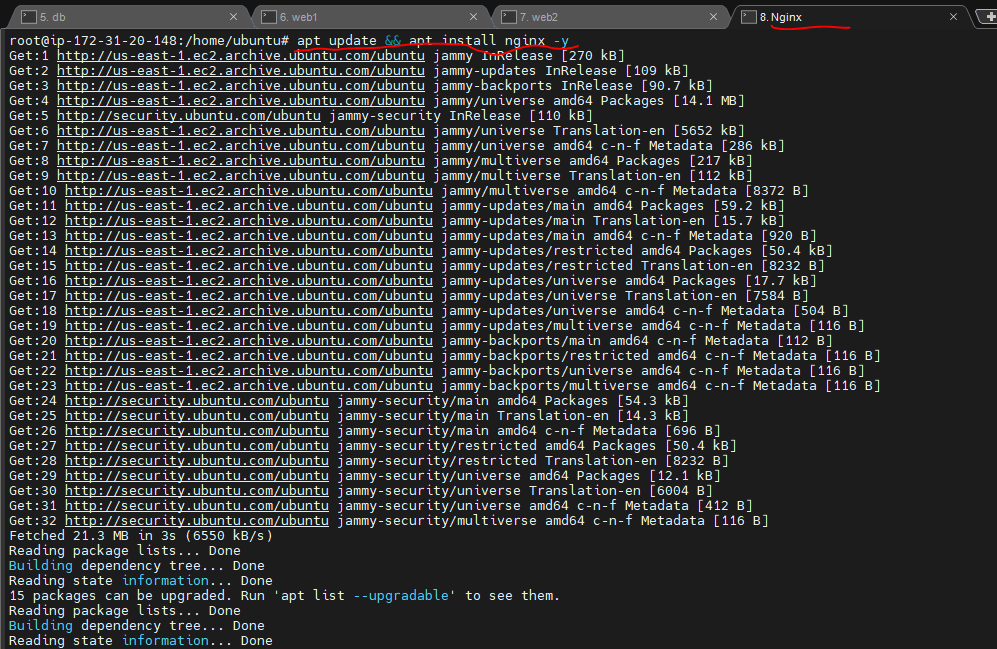 5. db
6. web1
7. web2
8. Nginx
root@ip-172-31-20-148:/home/ubuntu# apt update && apt install nginx -y
Get:1 http://us-east-1.ec2.archive.ubuntu.com/ubuntu jammy InRelease [270 kB]
Get:2 http://us-east-1.ec2.archive.ubuntu.com/ubuntu jammy-updates InRelease [109 kB]
Get:3 http://us-east-1.ec2.archive.ubuntu.com/ubuntu jammy-backports InRelease [90.7 kB]
Get:4 http://us-east-1.ec2.archive.ubuntu.com/ubuntu jammy/universe amd64 Packages [14.1 MB]
Get:5 http://security.ubuntu.com/ubuntu jammy-security InRelease [110 kB]
Get:6 http://us-east-1.ec2.archive.ubuntu.com/ubuntu jammy/universe Translation-en [5652 kB]
Get:7 http://us-east-1.ec2.archive.ubuntu.com/ubuntu jammy/universe amd64 c-n-f Metadata [286 kB]
Get:8 http://us-east-1.ec2.archive.ubuntu.com/ubuntu jammy/multiverse amd64 Packages [217 kB]
Get:9 http://us-east-1.ec2.archive.ubuntu.com/ubuntu jammy/multiverse Translation-en [112 kB]
Get:10 http://us-east-1.ec2.archive.ubuntu.com/ubuntu jammy/multiverse amd64 c-n-f Metadata [8372 B]
Get:11 http://us-east-1.ec2.archive.ubuntu.com/ubuntu jammy-updates/main amd64 Packages [59.2 kB]
Get:12 http://us-east-1.ec2.archive.ubuntu.com/ubuntu jammy-updates/main Translation-en [15.7 kB]
Get:13 http://us-east-1.ec2.archive.ubuntu.com/ubuntu jammy-updates/main amd64 c-n-f Metadata [920 B]
Get:14 http://us-east-1.ec2.archive.ubuntu.com/ubuntu jammy-updates/restricted amd64 Packages [50.4 kB]
Get:15 http://us-east-1.ec2.archive.ubuntu.com/ubuntu jammy-updates/restricted Translation-en [8232 B]
Get:16 http://us-east-1.ec2.archive.ubuntu.com/ubuntu jammy-updates/universe amd64 Packages [17.7 kB]
Get:17 http://us-east-1.ec2.archive.ubuntu.com/ubuntu jammy-updates/universe Translation-en [7584 B]
Get:18 http://us-east-1.ec2.archive.ubuntu.com/ubuntu jammy-updates/universe amd64 c-n-f Metadata [504 B]
Get:19 http://us-east-1.ec2.archive.ubuntu.com/ubuntu jammy-updates/multiverse amd64 c-n-f Metadata [116 B]
Get:20 http://us-east-1.ec2.archive.ubuntu.com/ubuntu jammy-backports/main amd64 c-n-f Metadata [112 B]
Get:21 http://us-east-1.ec2.archive.ubuntu.com/ubuntu jammy-backports/restricted amd64 c-n-f Metadata [116 B]
Get:22 http://us-east-1.ec2.archive.ubuntu.com/ubuntu jammy-backports/universe amd64 c-n-f Metadata [116 B]
Get:23 http://us-east-1.ec2.archive.ubuntu.com/ubuntu jammy-backports/multiverse amd64 c-n-f Metadata [116 B]
Get:24 http://security.ubuntu.com/ubuntu jammy-security/main amd64 Packages [54.3 kB]
Get:25 http://security.ubuntu.com/ubuntu jammy-security/main Translation-en [14.3 kB]
Get:26 http://security.ubuntu.com/ubuntu jammy-security/main amd64 c-n-f Metadata [696 B]
Get:27 http://security.ubuntu.com/ubuntu jammy-security/restricted amd64 Packages [50.4 kB]
Get:28 http://security.ubuntu.com/ubuntu jammy-security/restricted Translation-en [8232 B]
Get:29 http://security.ubuntu.com/ubuntu jammy-security/universe amd64 Packages [12.1 kB]
Get:30 http://security.ubuntu.com/ubuntu jammy-security/universe Translation-en [6004 B]
Get:31 http://security.ubuntu.com/ubuntu jammy-security/universe amd64 c-n-f Metadata [412 B]
Get:32 http://security.ubuntu.com/ubuntu jammy-security/multiverse amd64 c-n-f Metadata [116 B]
Fetched 21.3 MB in 3s (6550 kB/s)
Reading package lists... Done
Building dependency tree... Done
Reading state information... Done
15 packages can be upgraded. Run 'apt list --upgradable' to see them.
Reading package lists... Done
Building dependency tree... Done
Reading state information... Done